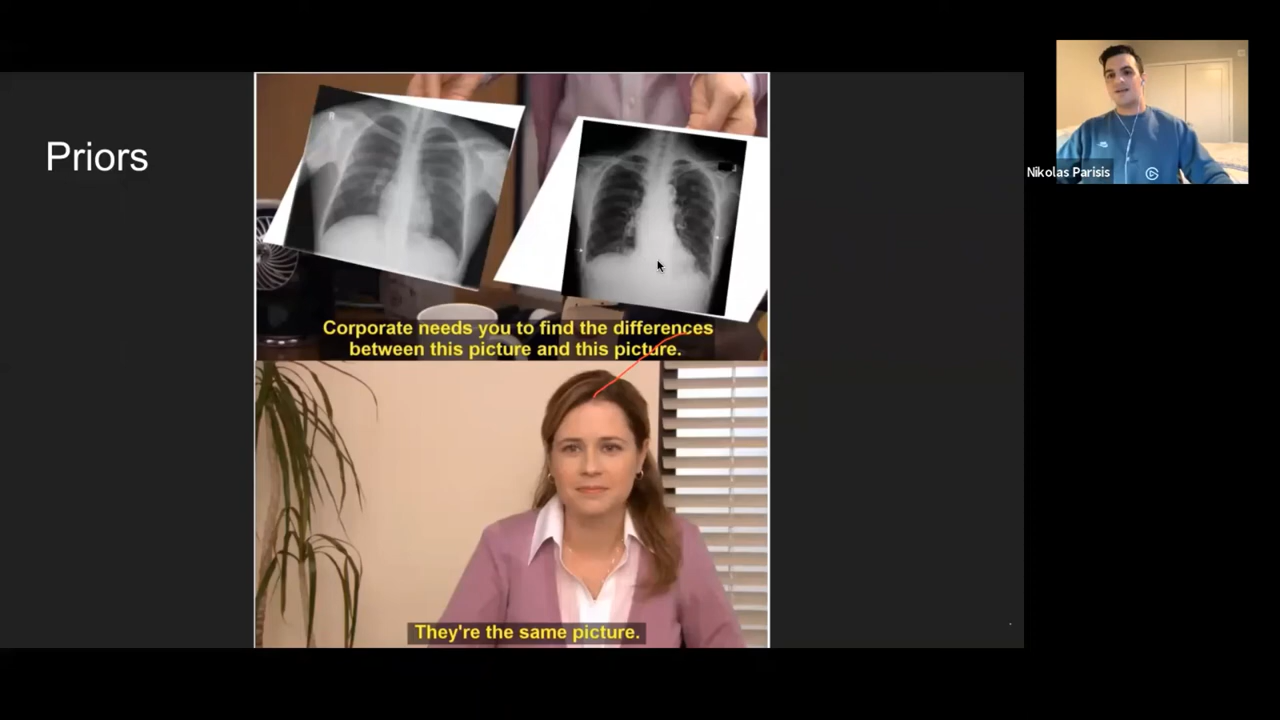 Priors
Corporate needs you to find the differences
between this picture and this picture.
They're the same picture.
Nikolas Parisis